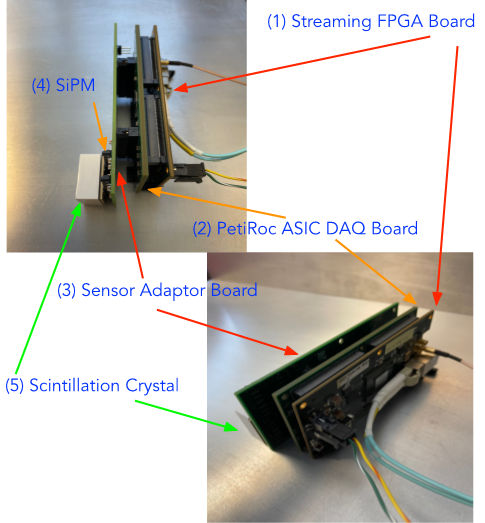 (1) Streaming FPGA Board
(4) SiPM
(2) PetiRoc ASIC DAQ Board
(3) Sensor Adaptor Board
(5) Scintillation Crystal